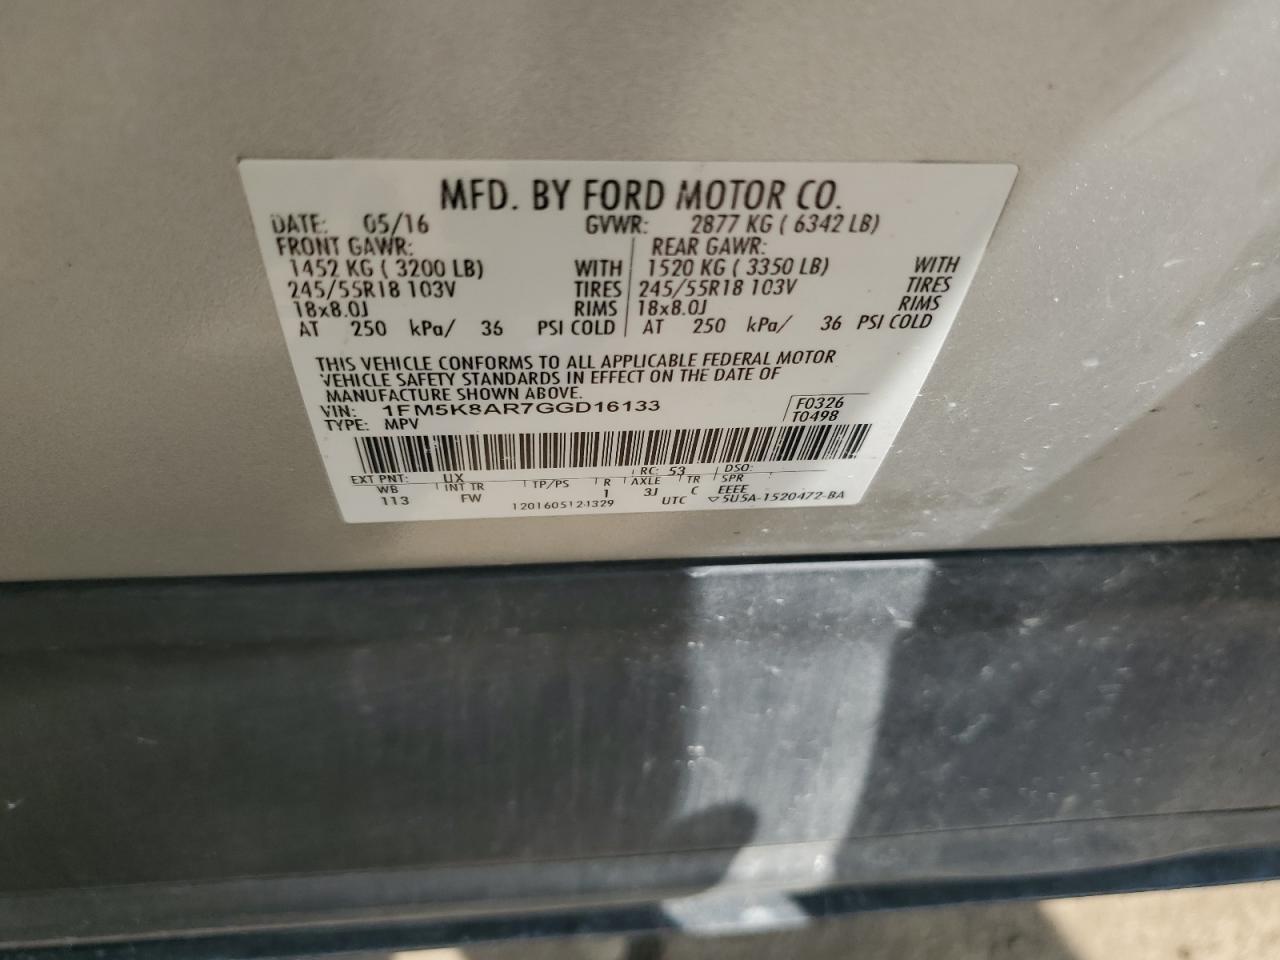 MFD. BY FORD MOTOR CO.
DATE: 05/16 GVWR: 2877 KG ( 6342 LB)
FRONT GAWR: REAR GAWR:
1452 KG ( 3200 LB) WITH 1520 KG ( 3350 LB) WITH
245/55R18 103V TIRES 245/55R18 103V TIRES
18x8.0J RIMS 18x8.0J RIMS
AT 250 kPa/ 36 PSI COLD AT 250 kPa/ 36 PSI COLD
THIS VEHICLE CONFORMS TO ALL APPLICABLE FEDERAL MOTOR
VEHICLE SAFETY STANDARDS IN EFFECT ON THE DATE OF
MANUFACTURE SHOWN ABOVE.
VIN: 1FM5K8AR7GGD16133 F0326
TYPE: MPV T0498
EXT PNT: UX RC: 53 DSO:
WB INT TR TP/PS R AXLE TR SPR
113 FW 1 3J C EEEE
1201605121329 UTC ▽5U5A-1520472-BA